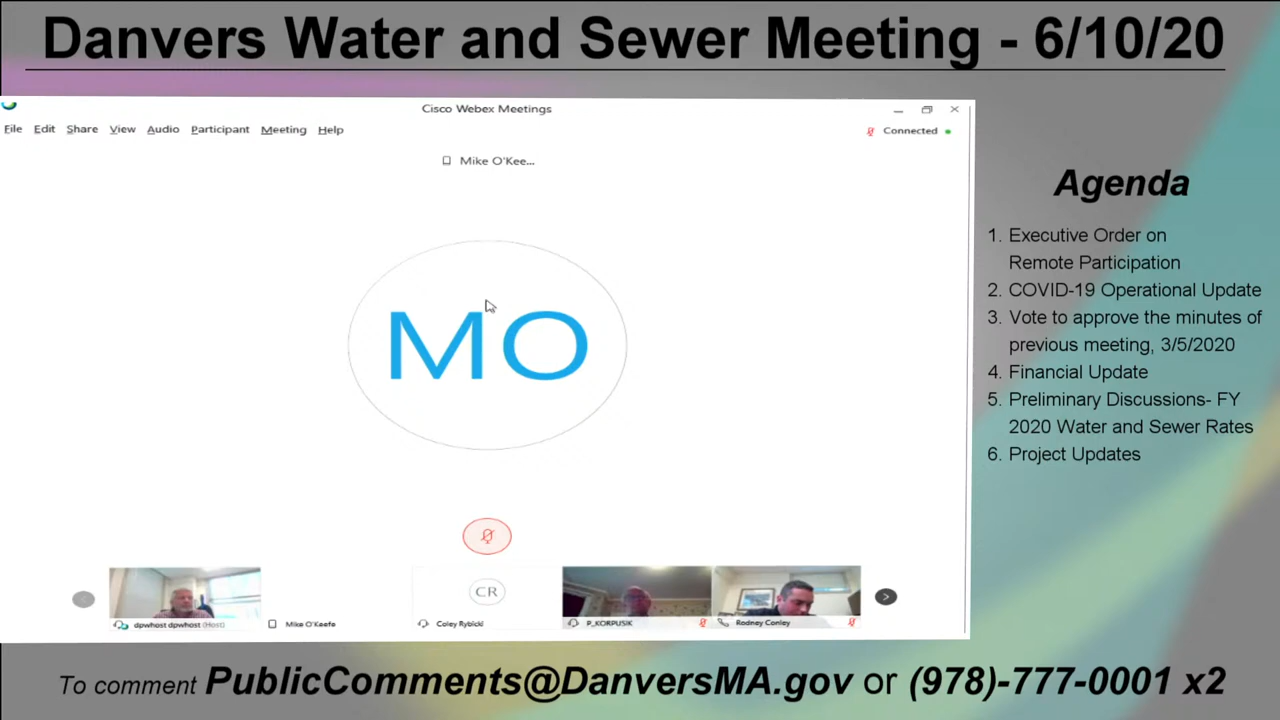 Danvers Water and Sewer Meeting - 6/10/20
Cisco Webex Meetings
File Edit Share View Audio Participant Meeting Help
Connected
Mike O'Kee...
MO
Agenda
1. Executive Order on
Remote Participation
2. COVID-19 Operational Update
3. Vote to approve the minutes of
previous meeting, 3/5/2020
4. Financial Update
5. Preliminary Discussions- FY
2020 Water and Sewer Rates
6. Project Updates
CR
dpwhost dpwhost (Host)
Mike O'Keefe
Coley Rybicki
P_KORPUSIK
Rodney Conley
To comment PublicComments@DanversMA.gov or (978)-777-0001 x2